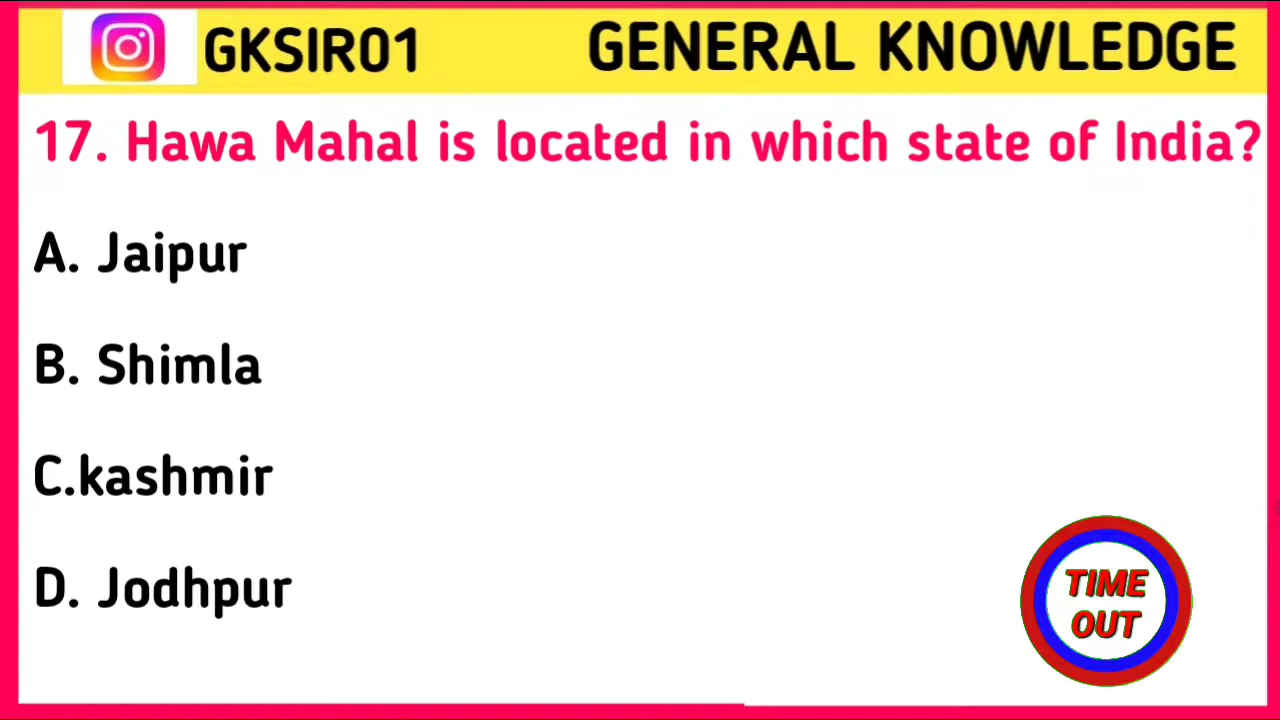 GKSIR01 GENERAL KNOWLEDGE
17. Hawa Mahal is located in which state of India?
A. Jaipur
B. Shimla
C.kashmir
D. Jodhpur
TIME
OUT